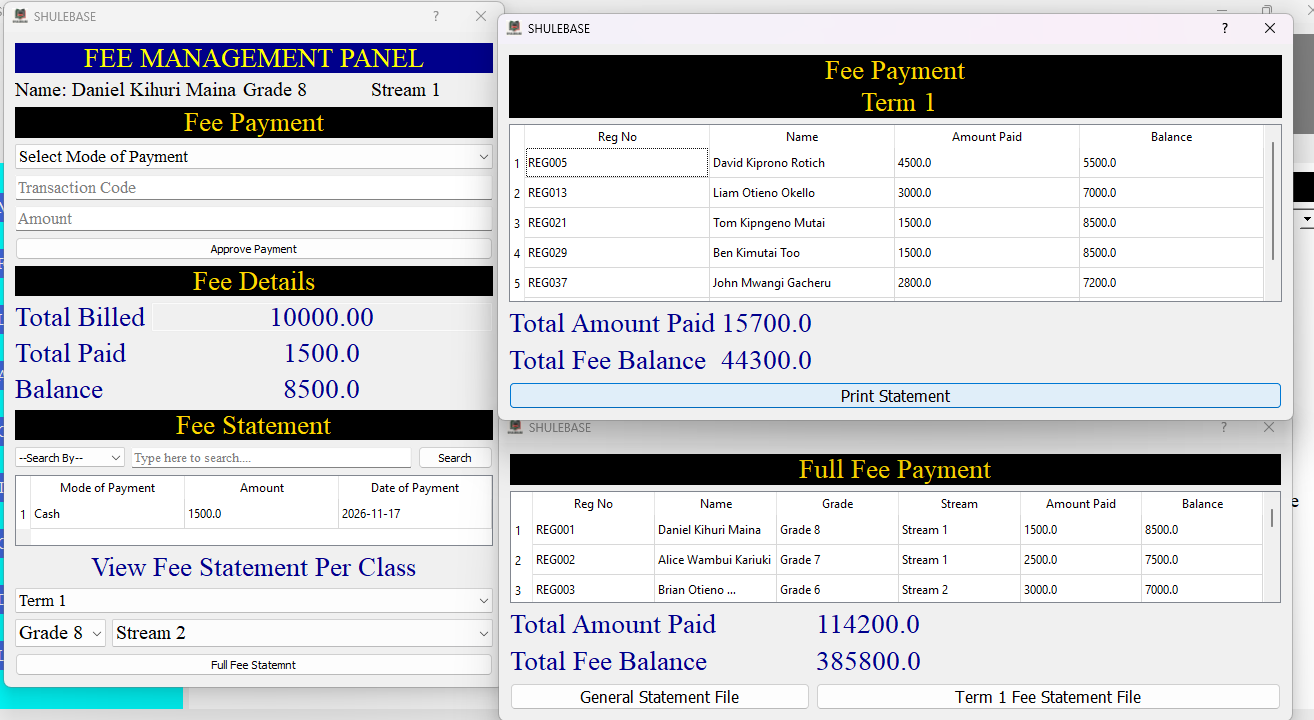 SHULEBASE
FEE MANAGEMENT PANEL
Name: Daniel Kihuri Maina Grade 8 Stream 1
Fee Payment
Select Mode of Payment
Transaction Code
Amount
Approve Payment
Fee Details
Total Billed 10000.00
Total Paid 1500.0
Balance 8500.0
Fee Statement
--Search By-- Type here to search.... Search
Mode of Payment Amount Date of Payment
1 Cash 1500.0 2026-11-17
View Fee Statement Per Class
Term 1
Grade 8 Stream 2
Full Fee Statemnt
SHULEBASE
Fee Payment
Term 1
Reg No Name Amount Paid Balance
1 REG005 David Kiprono Rotich 4500.0 5500.0
2 REG013 Liam Otieno Okello 3000.0 7000.0
3 REG021 Tom Kipngeno Mutai 1500.0 8500.0
4 REG029 Ben Kimutai Too 1500.0 8500.0
5 REG037 John Mwangi Gacheru 2800.0 7200.0
Total Amount Paid 15700.0
Total Fee Balance 44300.0
Print Statement
SHULEBASE
Full Fee Payment
Reg No Name Grade Stream Amount Paid Balance
1 REG001 Daniel Kihuri Maina Grade 8 Stream 1 1500.0 8500.0
2 REG002 Alice Wambui Kariuki Grade 7 Stream 1 2500.0 7500.0
3 REG003 Brian Otieno ... Grade 6 Stream 2 3000.0 7000.0
Total Amount Paid 114200.0
Total Fee Balance 385800.0
General Statement File Term 1 Fee Statement File